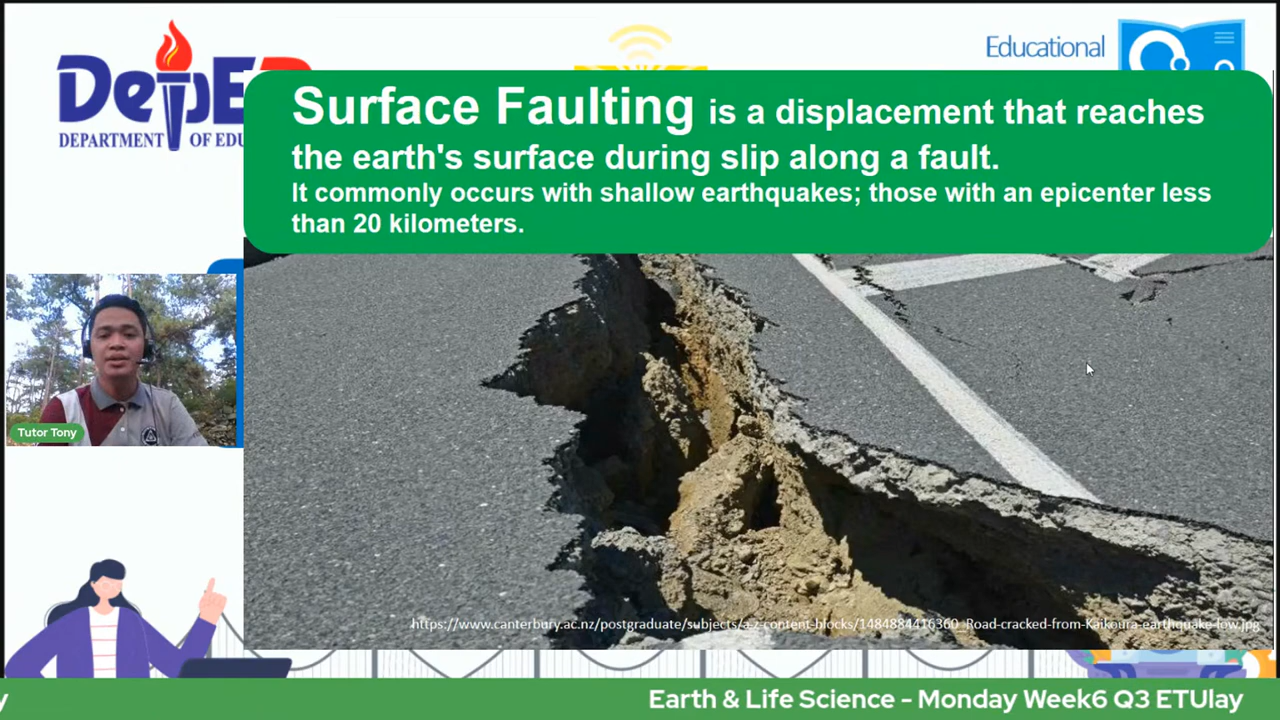 DepED
DEPARTMENT OF EDU
Educational
Surface Faulting is a displacement that reaches
the earth's surface during slip along a fault.
It commonly occurs with shallow earthquakes; those with an epicenter less
than 20 kilometers.
Tutor Tony
https://www.canterbury.ac.nz/postgraduate/subjects/a-z-content-blocks/1484884416360_Road-cracked-from-Kaikoura-earthquake-low.jpg
y
Earth & Life Science - Monday Week6 Q3 ETUlay